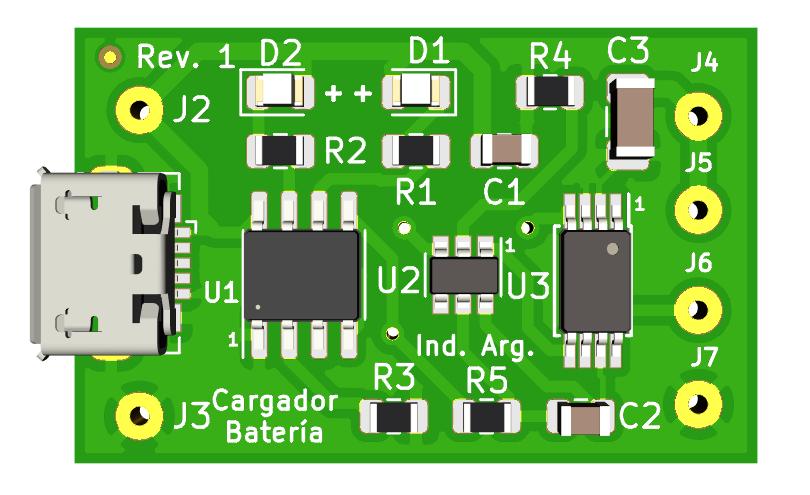 Rev. 1
D2
D1
R4
C3
J4
J2
+ +
R2
R1
C1
J5
1
U1
U2
1
U3
J6
1
Ind. Arg.
J7
J3
Cargador
Batería
R3
R5
C2